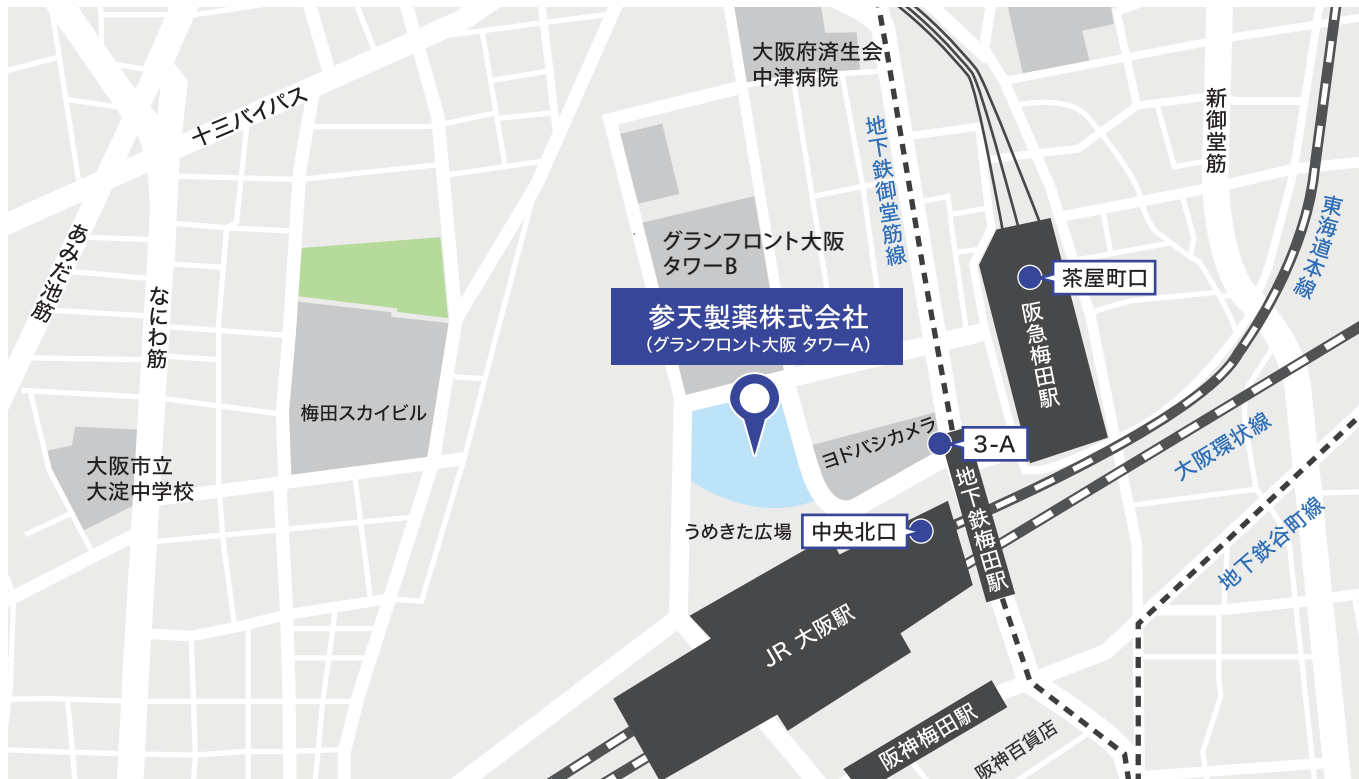 大阪府済生会
中津病院
十三バイパス
新御堂筋
地下鉄御堂筋線
東海道本線
あみだ池筋
なにわ筋
グランフロント大阪
タワーB
茶屋町口
参天製薬株式会社
(グランフロント大阪 タワーA)
阪急梅田駅
梅田スカイビル
ヨドバシカメラ
3-A
大阪環状線
大阪市立
大淀中学校
地下鉄梅田駅
地下鉄谷町線
うめきた広場
中央北口
JR 大阪駅
阪神梅田駅
阪神百貨店